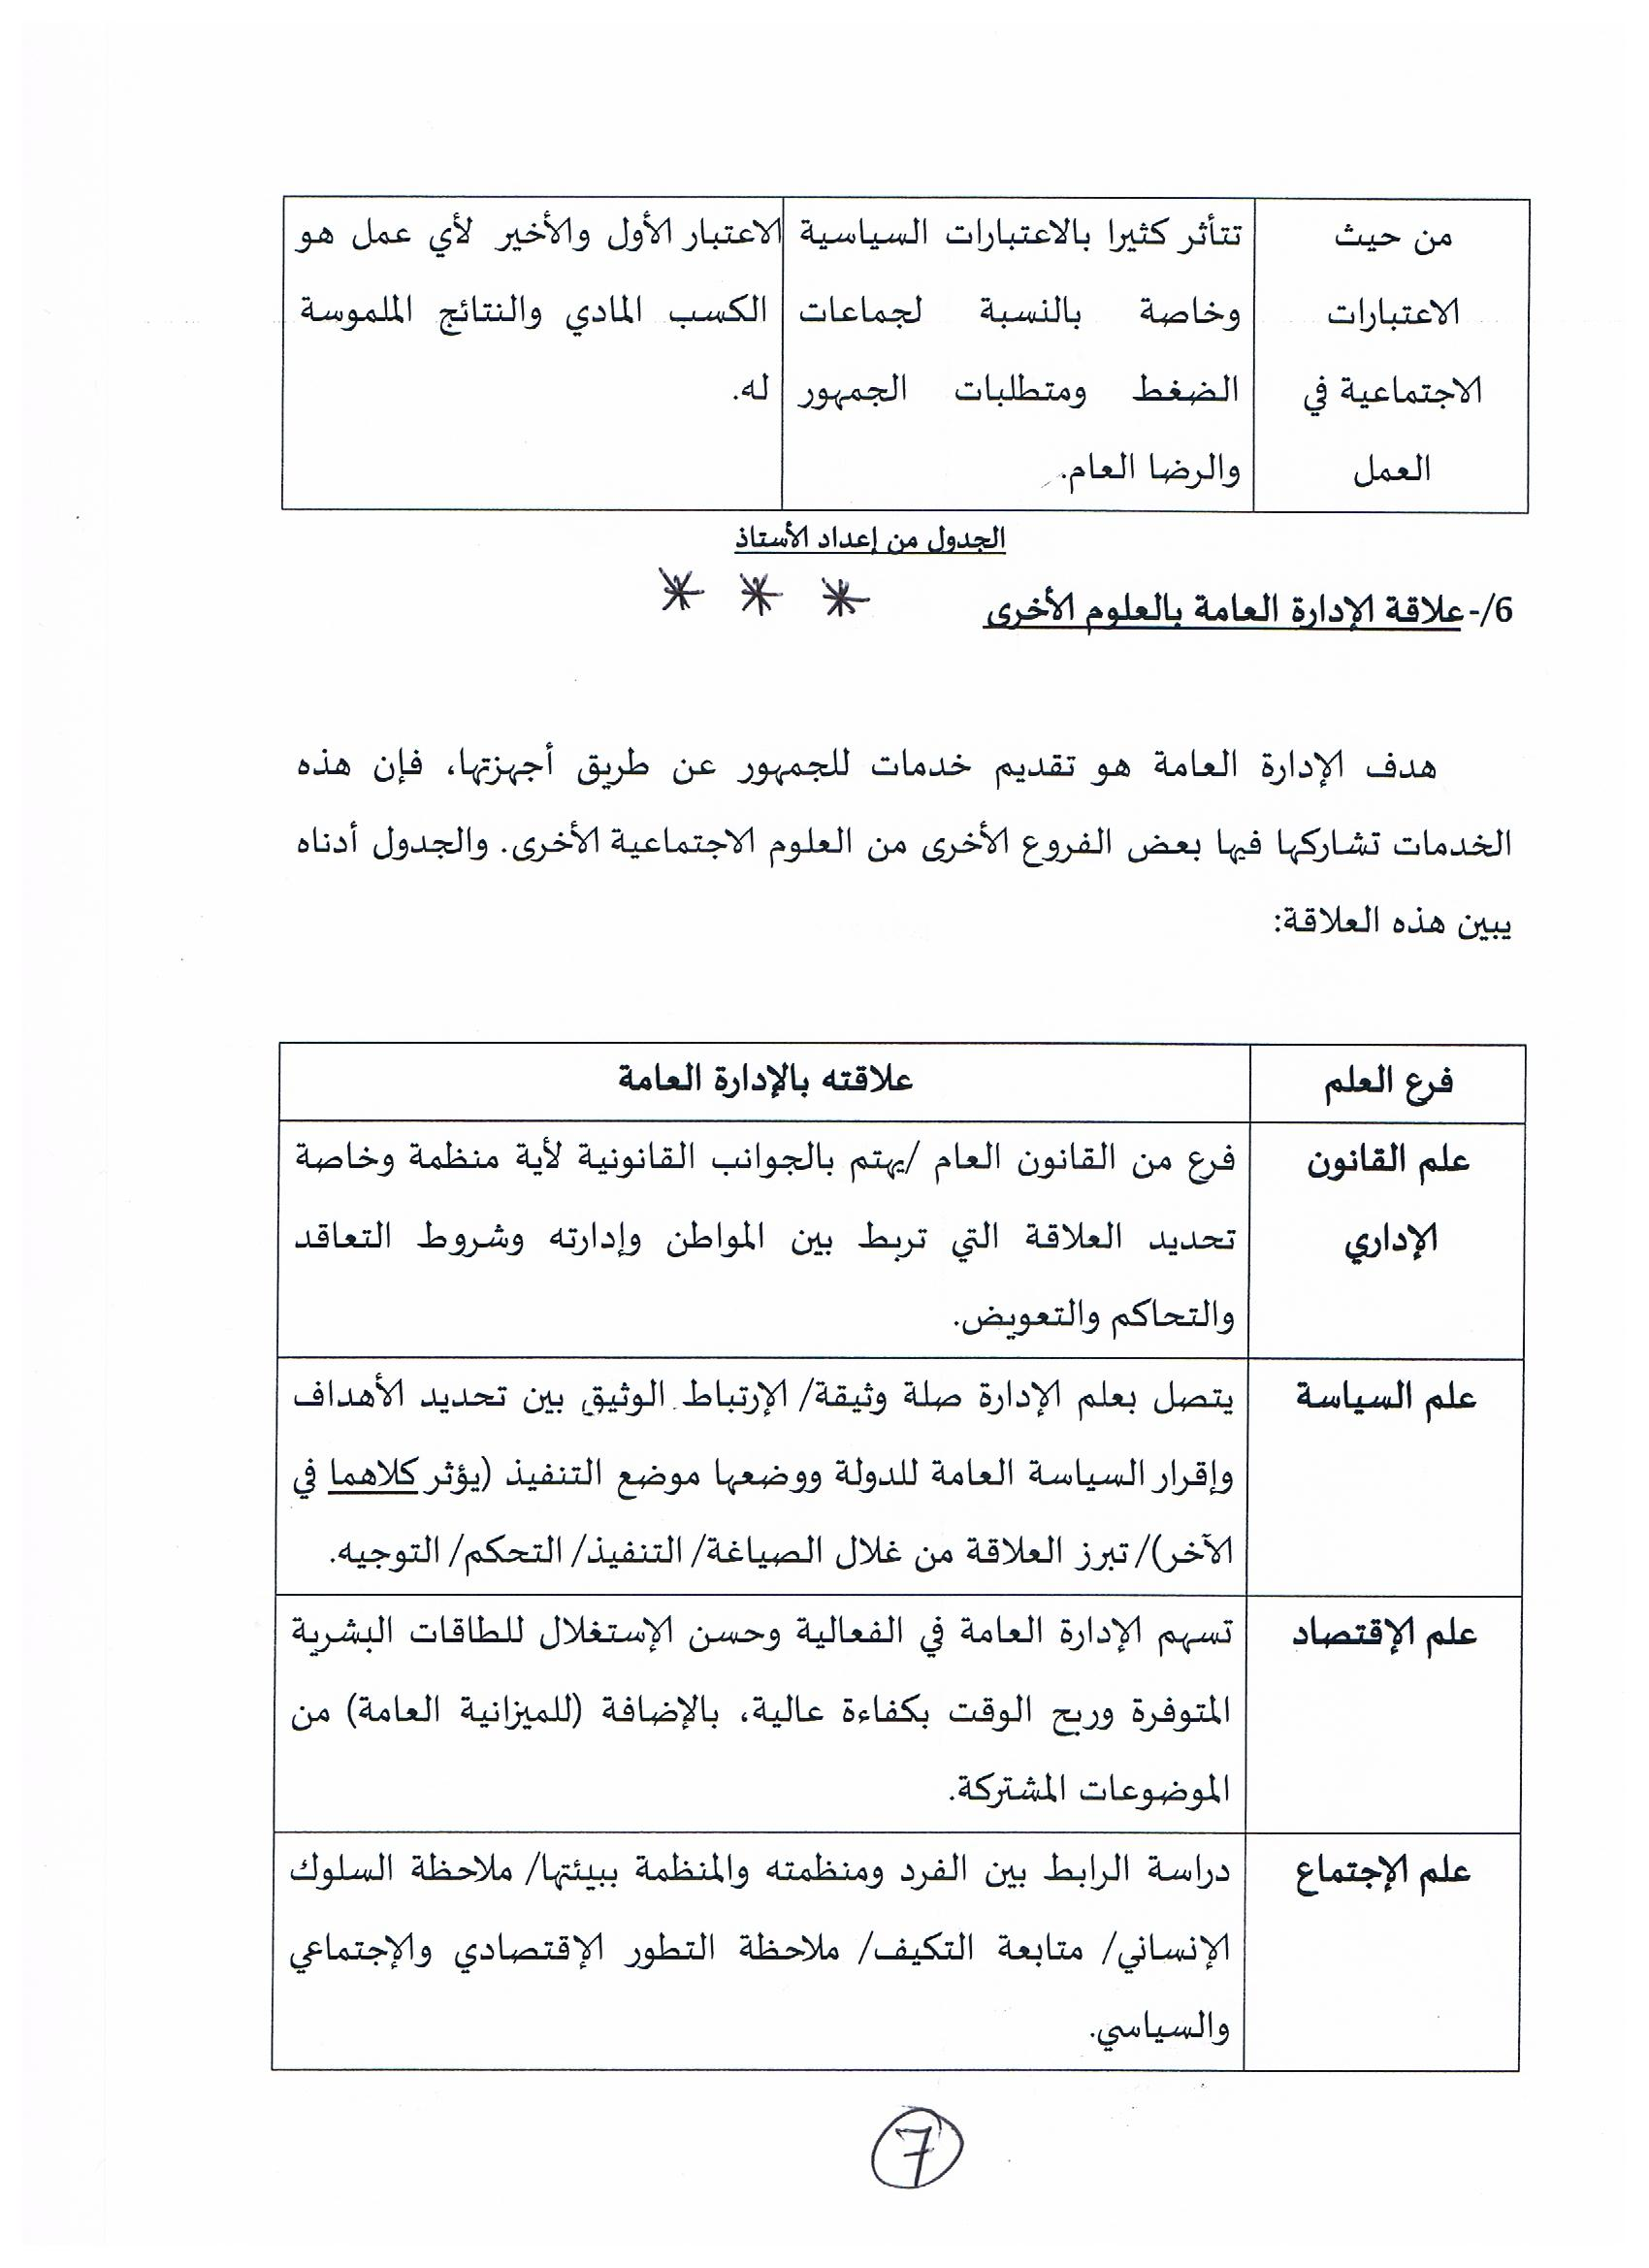 من حيث
الاعتبارات
الاجتماعية في
العمل
تتأثر كثيرا بالاعتبارات السياسية
وخاصة بالنسبة لجماعات
الضغط ومتطلبات الجمهور
والرضا العام.
الاعتبار الأول والأخير لأي عمل هو
الكسب المادي والنتائج الملموسة
له.
الجدول من إعداد الأستاذ
* * *
6/-علاقة الإدارة العامة بالعلوم الأخرى
هدف الإدارة العامة هو تقديم خدمات للجمهور عن طريق أجهزتها، فإن هذه
الخدمات تشاركها فيها بعض الفروع الأخرى من العلوم الاجتماعية الأخرى. والجدول أدناه
يبين هذه العلاقة:
فرع العلم
علاقته بالإدارة العامة
علم القانون
الإداري
فرع من القانون العام /يهتم بالجوانب القانونية لأية منظمة وخاصة
تحديد العلاقة التي تربط بين المواطن وإدارته وشروط التعاقد
والتحاكم والتعويض.
علم السياسة
يتصل بعلم الإدارة صلة وثيقة/ الإرتباط الوثيق بين تحديد الأهداف
وإقرار السياسة العامة للدولة ووضعها موضع التنفيذ (يؤثر كلاهما في
الآخر)/ تبرز العلاقة من غلال الصياغة/ التنفيذ/ التحكم/ التوجيه.
علم الإقتصاد
تسهم الإدارة العامة في الفعالية وحسن الإستغلال للطاقات البشرية
المتوفرة وربح الوقت بكفاءة عالية، بالإضافة (للميزانية العامة) من
الموضوعات المشتركة.
علم الإجتماع
دراسة الرابط بين الفرد ومنظمته والمنظمة ببيئتها/ ملاحظة السلوك
الإنساني/ متابعة التكيف/ ملاحظة التطور الإقتصادي والإجتماعي
والسياسي.
7